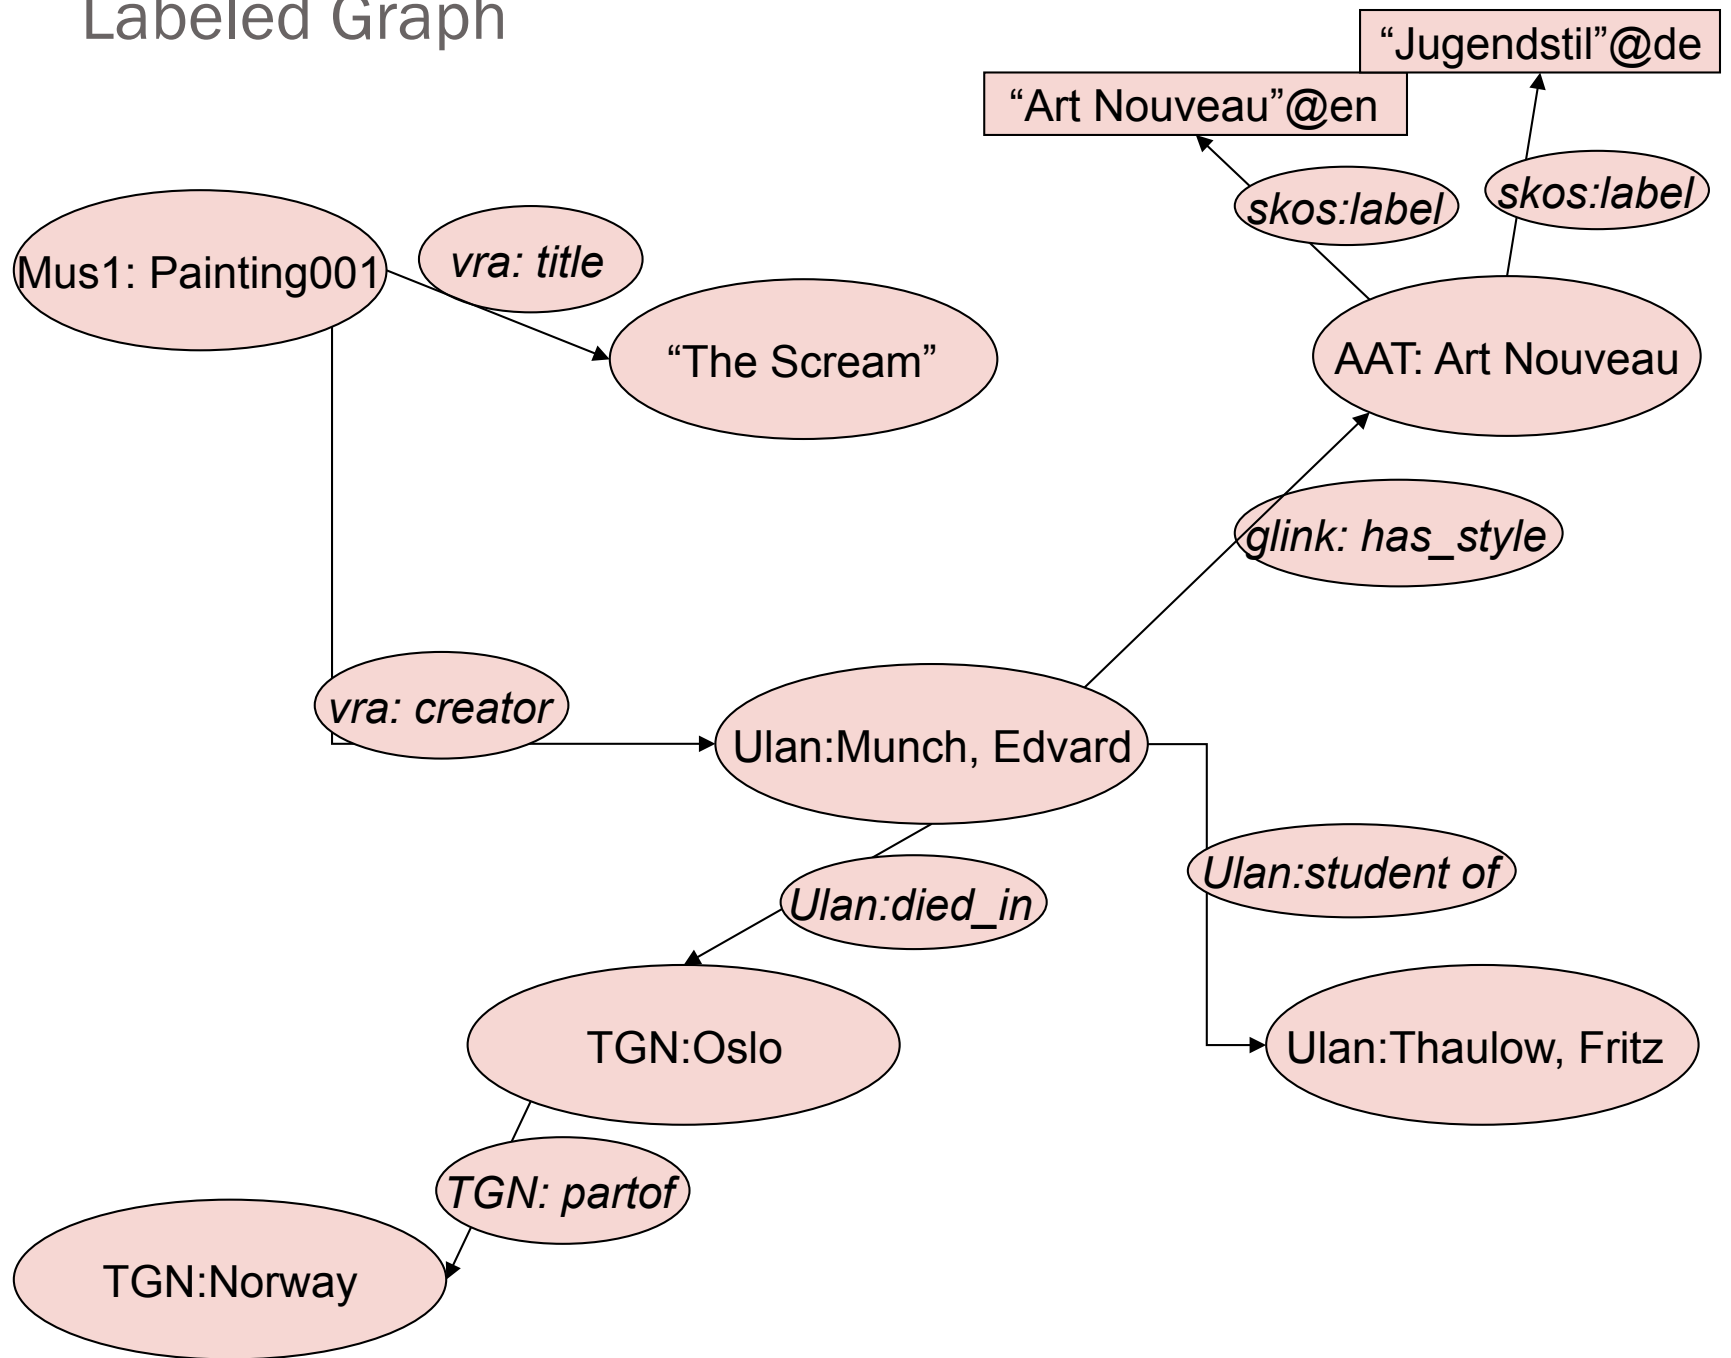 Labeled Graph
“Jugendstil”@de
“Art Nouveau”@en
skos:label
skos:label
Mus1: Painting001
vra: title
“The Scream”
AAT: Art Nouveau
glink: has_style
vra: creator
Ulan:Munch, Edvard
Ulan:student of
Ulan:died_in
TGN:Oslo
Ulan:Thaulow, Fritz
TGN: partof
TGN:Norway